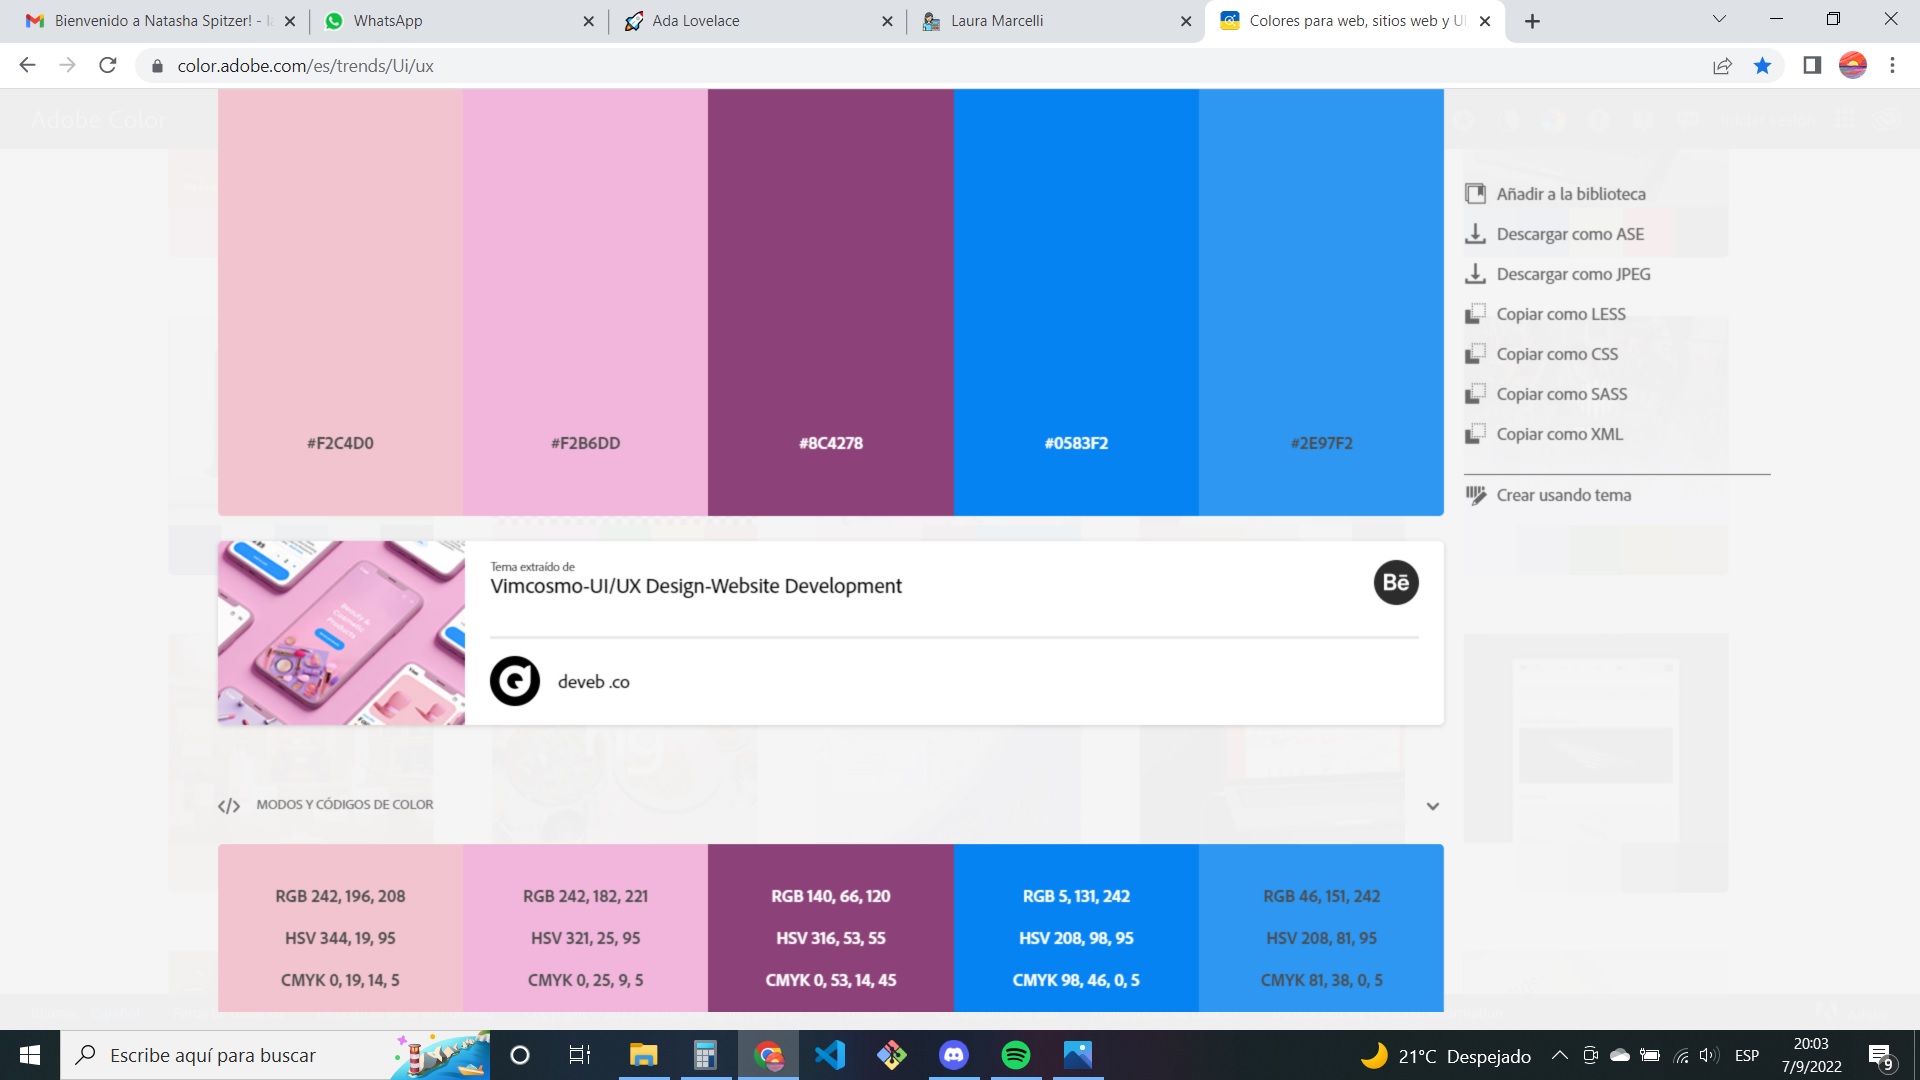 Bienvenido a Natasha Spitzer! -
WhatsApp
Ada Lovelace
Laura Marcelli
Colores para web, sitios web y UI
color.adobe.com/es/trends/Ui/ux
Adobe Color
Añadir a la biblioteca
Descargar como ASE
Descargar como JPEG
Copiar como LESS
Copiar como CSS
Copiar como SASS
Copiar como XML
Crear usando tema
#F2C4D0
#F2B6DD
#8C4278
#0583F2
#2E97F2
Beauty &
Cosmetic
Products
Tema extraído de
Vimcosmo-UI/UX Design-Website Development
Bē
deveb .co
</> MODOS Y CÓDIGOS DE COLOR
RGB 242, 196, 208
HSV 344, 19, 95
CMYK 0, 19, 14, 5
RGB 242, 182, 221
HSV 321, 25, 95
CMYK 0, 25, 9, 5
RGB 140, 66, 120
HSV 316, 53, 55
CMYK 0, 53, 14, 45
RGB 5, 131, 242
HSV 208, 98, 95
CMYK 98, 46, 0, 5
RGB 46, 151, 242
HSV 208, 81, 95
CMYK 81, 38, 0, 5
Escribe aquí para buscar
21°C Despejado
ESP
20:03
7/9/2022
9